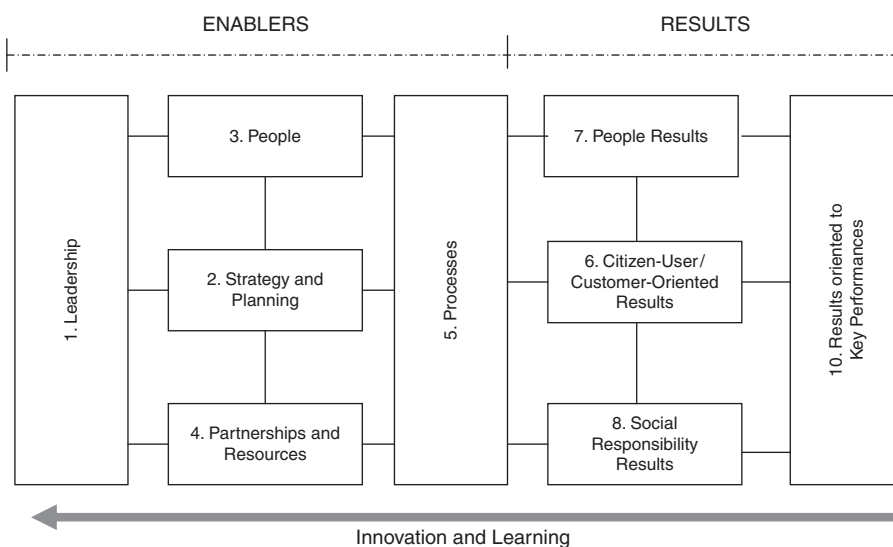 ENABLERS
RESULTS
1. Leadership
3. People
2. Strategy and
Planning
4. Partnerships and
Resources
5. Processes
7. People Results
6. Citizen-User/
Customer-Oriented
Results
8. Social
Responsibility
Results
10. Results oriented to
Key Performances
Innovation and Learning